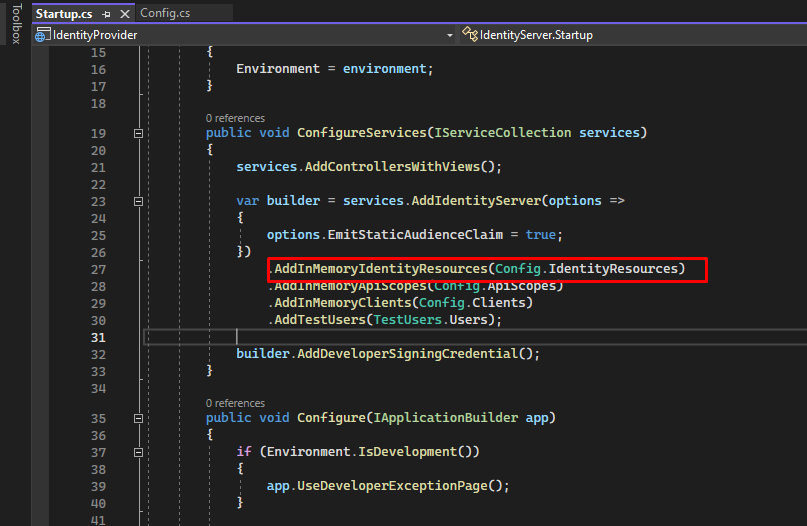 Toolbox
Startup.cs
Config.cs
IdentityProvider
IdentityServer.Startup
15 {
16 Environment = environment;
17 }
18
0 references
19 public void ConfigureServices(IServiceCollection services)
20 {
21 services.AddControllersWithViews();
22
23 var builder = services.AddIdentityServer(options =>
24 {
25 options.EmitStaticAudienceClaim = true;
26 })
27 .AddInMemoryIdentityResources(Config.IdentityResources)
28 .AddInMemoryApiScopes(Config.ApiScopes)
29 .AddInMemoryClients(Config.Clients)
30 .AddTestUsers(TestUsers.Users);
31
32 builder.AddDeveloperSigningCredential();
33 }
34
0 references
35 public void Configure(IApplicationBuilder app)
36 {
37 if (Environment.IsDevelopment())
38 {
39 app.UseDeveloperExceptionPage();
40 }
41